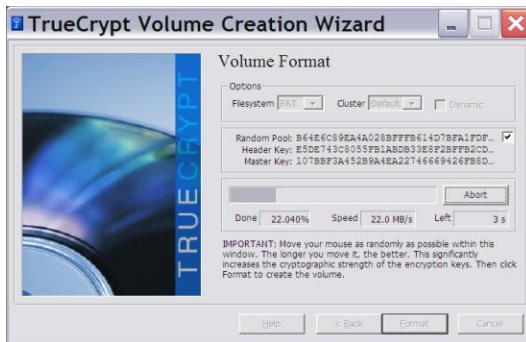 TrueCrypt Volume Creation Wizard
TRUECRYPT
Volume Format
Options
Filesystem FAT Cluster Default Dynamic
Random Pool: B64E6C89EA4A028BFFFB614D7BFA1FDF...
Header Key: E5DE743C8055FB1ABDB33E8F2BFFB2CD...
Master Key: 107BBF3A452B9A4EA22746669426FB8D...
Abort
Done 22.040% Speed 22.0 MB/s Left 3 s
IMPORTANT: Move your mouse as randomly as possible within this
window. The longer you move it, the better. This significantly
increases the cryptographic strength of the encryption keys. Then click
Format to create the volume.
Help < Back Format Cancel